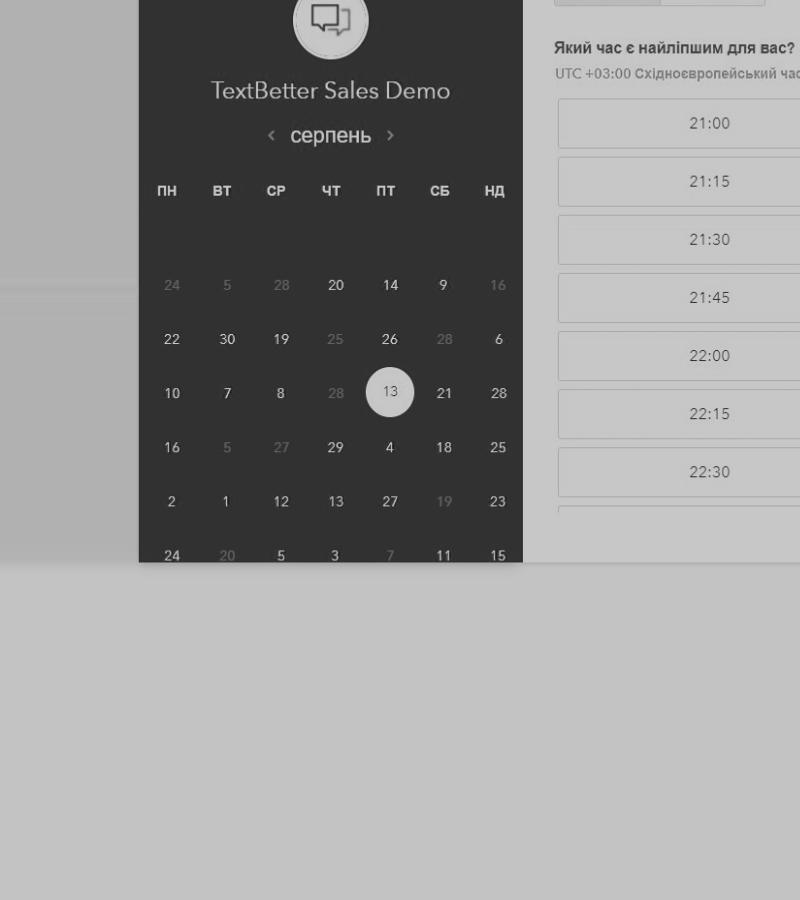 TextBetter Sales Demo
серпень
ПН ВТ СР ЧТ ПТ СБ НД
24 5 28 20 14 9 16
22 30 19 25 26 28 6
10 7 8 28 13 21 28
16 5 27 29 4 18 25
2 1 12 13 27 19 23
24 20 5 3 7 11 15
Який час є найліпшим для вас?
UTC +03:00 Східноєвропейський час
21:00
21:15
21:30
21:45
22:00
22:15
22:30